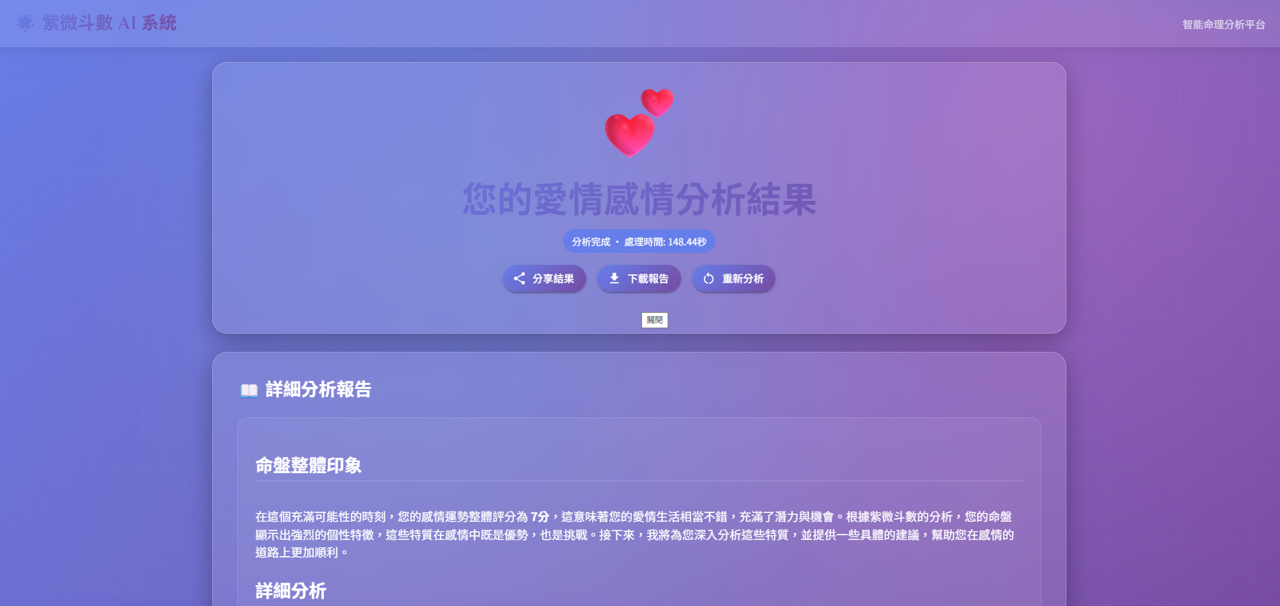 紫微斗數 AI 系統
智能命理分析平台
您的愛情感情分析結果
分析完成 • 處理時間: 148.44秒
分享結果
下載報告
重新分析
關閉
詳細分析報告
命盤整體印象
在這個充滿可能性的時刻，您的感情運勢整體評分為 7分，這意味著您的愛情生活相當不錯，充滿了潛力與機會。根據紫微斗數的分析，您的命盤
顯示出強烈的個性特徵，這些特質在感情中既是優勢，也是挑戰。接下來，我將為您深入分析這些特質，並提供一些具體的建議，幫助您在感情的
道路上更加順利。
詳細分析